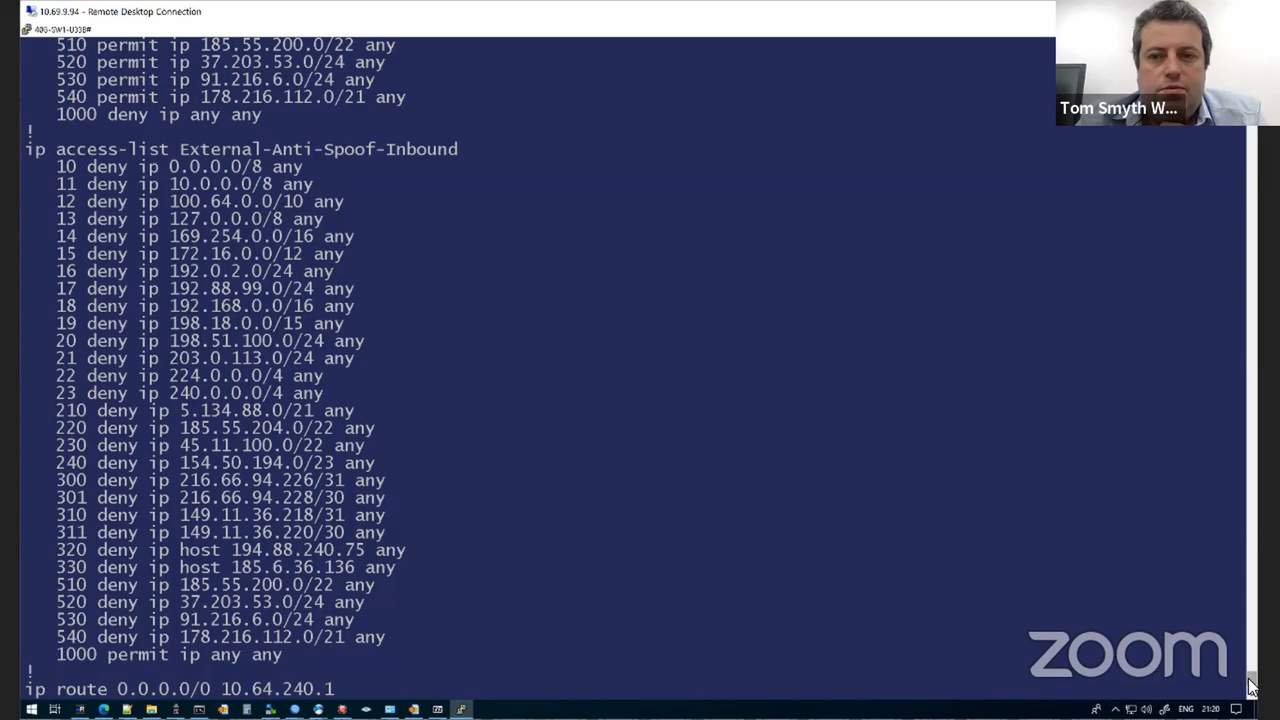 10.69.9.94 - Remote Desktop Connection
406-SW1-U33B#
510 permit ip 185.55.200.0/22 any
520 permit ip 37.203.53.0/24 any
530 permit ip 91.216.6.0/24 any
540 permit ip 178.216.112.0/21 any
1000 deny ip any any
!
ip access-list External-Anti-Spoof-Inbound
10 deny ip 0.0.0.0/8 any
11 deny ip 10.0.0.0/8 any
12 deny ip 100.64.0.0/10 any
13 deny ip 127.0.0.0/8 any
14 deny ip 169.254.0.0/16 any
15 deny ip 172.16.0.0/12 any
16 deny ip 192.0.2.0/24 any
17 deny ip 192.88.99.0/24 any
18 deny ip 192.168.0.0/16 any
19 deny ip 198.18.0.0/15 any
20 deny ip 198.51.100.0/24 any
21 deny ip 203.0.113.0/24 any
22 deny ip 224.0.0.0/4 any
23 deny ip 240.0.0.0/4 any
210 deny ip 5.134.88.0/21 any
220 deny ip 185.55.204.0/22 any
230 deny ip 45.11.100.0/22 any
240 deny ip 154.50.194.0/23 any
300 deny ip 216.66.94.226/31 any
301 deny ip 216.66.94.228/30 any
310 deny ip 149.11.36.218/31 any
311 deny ip 149.11.36.220/30 any
320 deny ip host 194.88.240.75 any
330 deny ip host 185.6.36.136 any
510 deny ip 185.55.200.0/22 any
520 deny ip 37.203.53.0/24 any
530 deny ip 91.216.6.0/24 any
540 deny ip 178.216.112.0/21 any
1000 permit ip any any
!
ip route 0.0.0.0/0 10.64.240.1
Tom Smyth W...
zoom
ENG 21:20